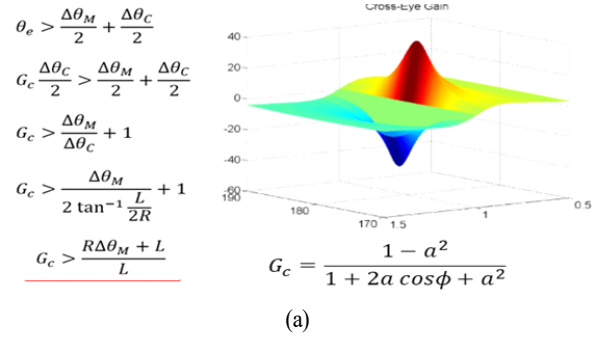 θ_e > Δθ_M/2 + Δθ_C/2
G_c Δθ_C/2 > Δθ_M/2 + Δθ_C/2
G_c > Δθ_M/Δθ_C + 1
G_c > Δθ_M/(2 tan⁻¹ L/2R) + 1
G_c > (RΔθ_M + L)/L
Cross-Eye Gain
40
20
0
-20
-40
-60
190
180
170
1.5
1
0.5
G_c = (1 − a²)/(1 + 2a cosϕ + a²)
(a)